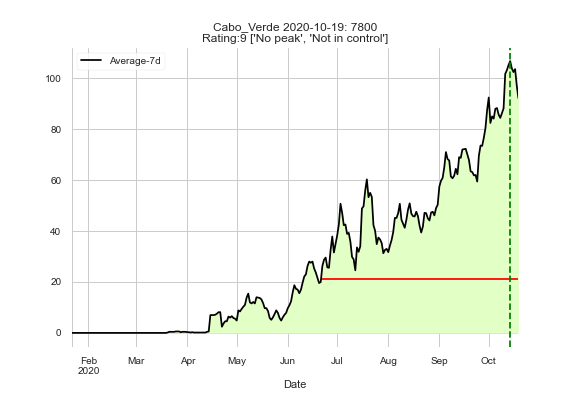 Cabo_Verde 2020-10-19: 7800
Rating:9 ['No peak', 'Not in control']
Average-7d
100
80
60
40
20
0
Feb Mar Apr May Jun Jul Aug Sep Oct
2020
Date